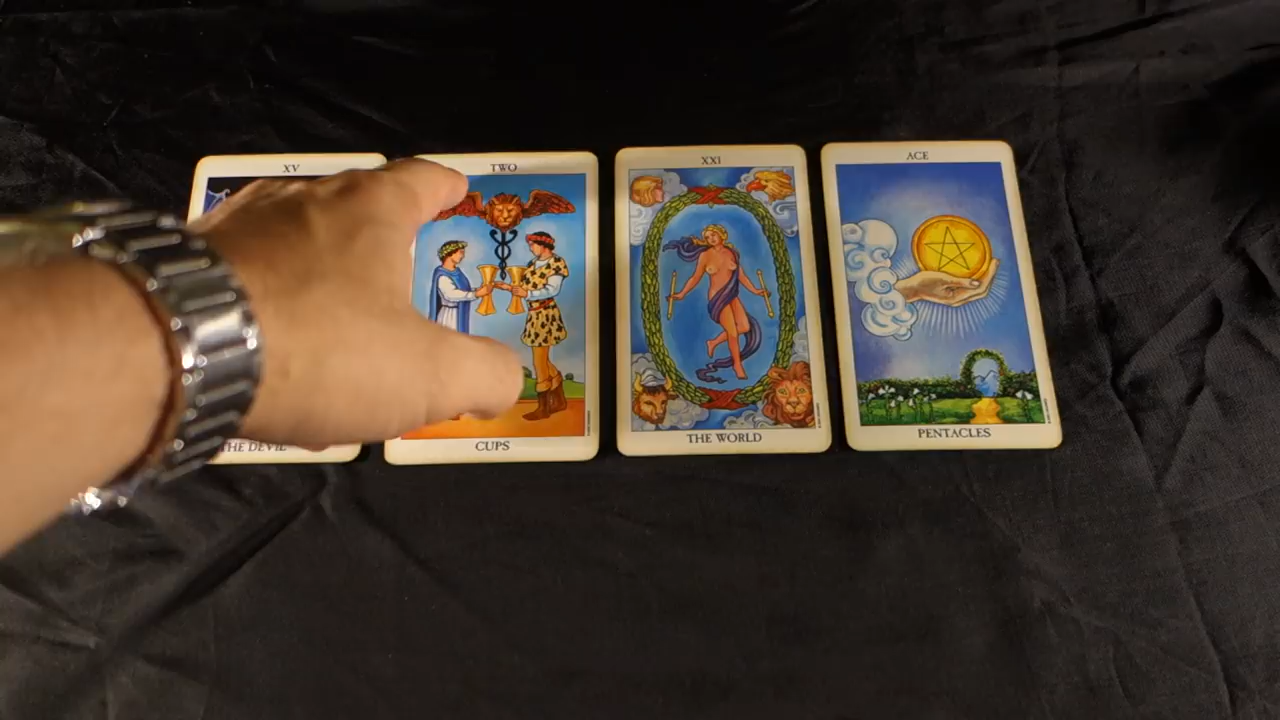 XV
TWO
XXI
ACE
THE DEVIL
CUPS
THE WORLD
PENTACLES